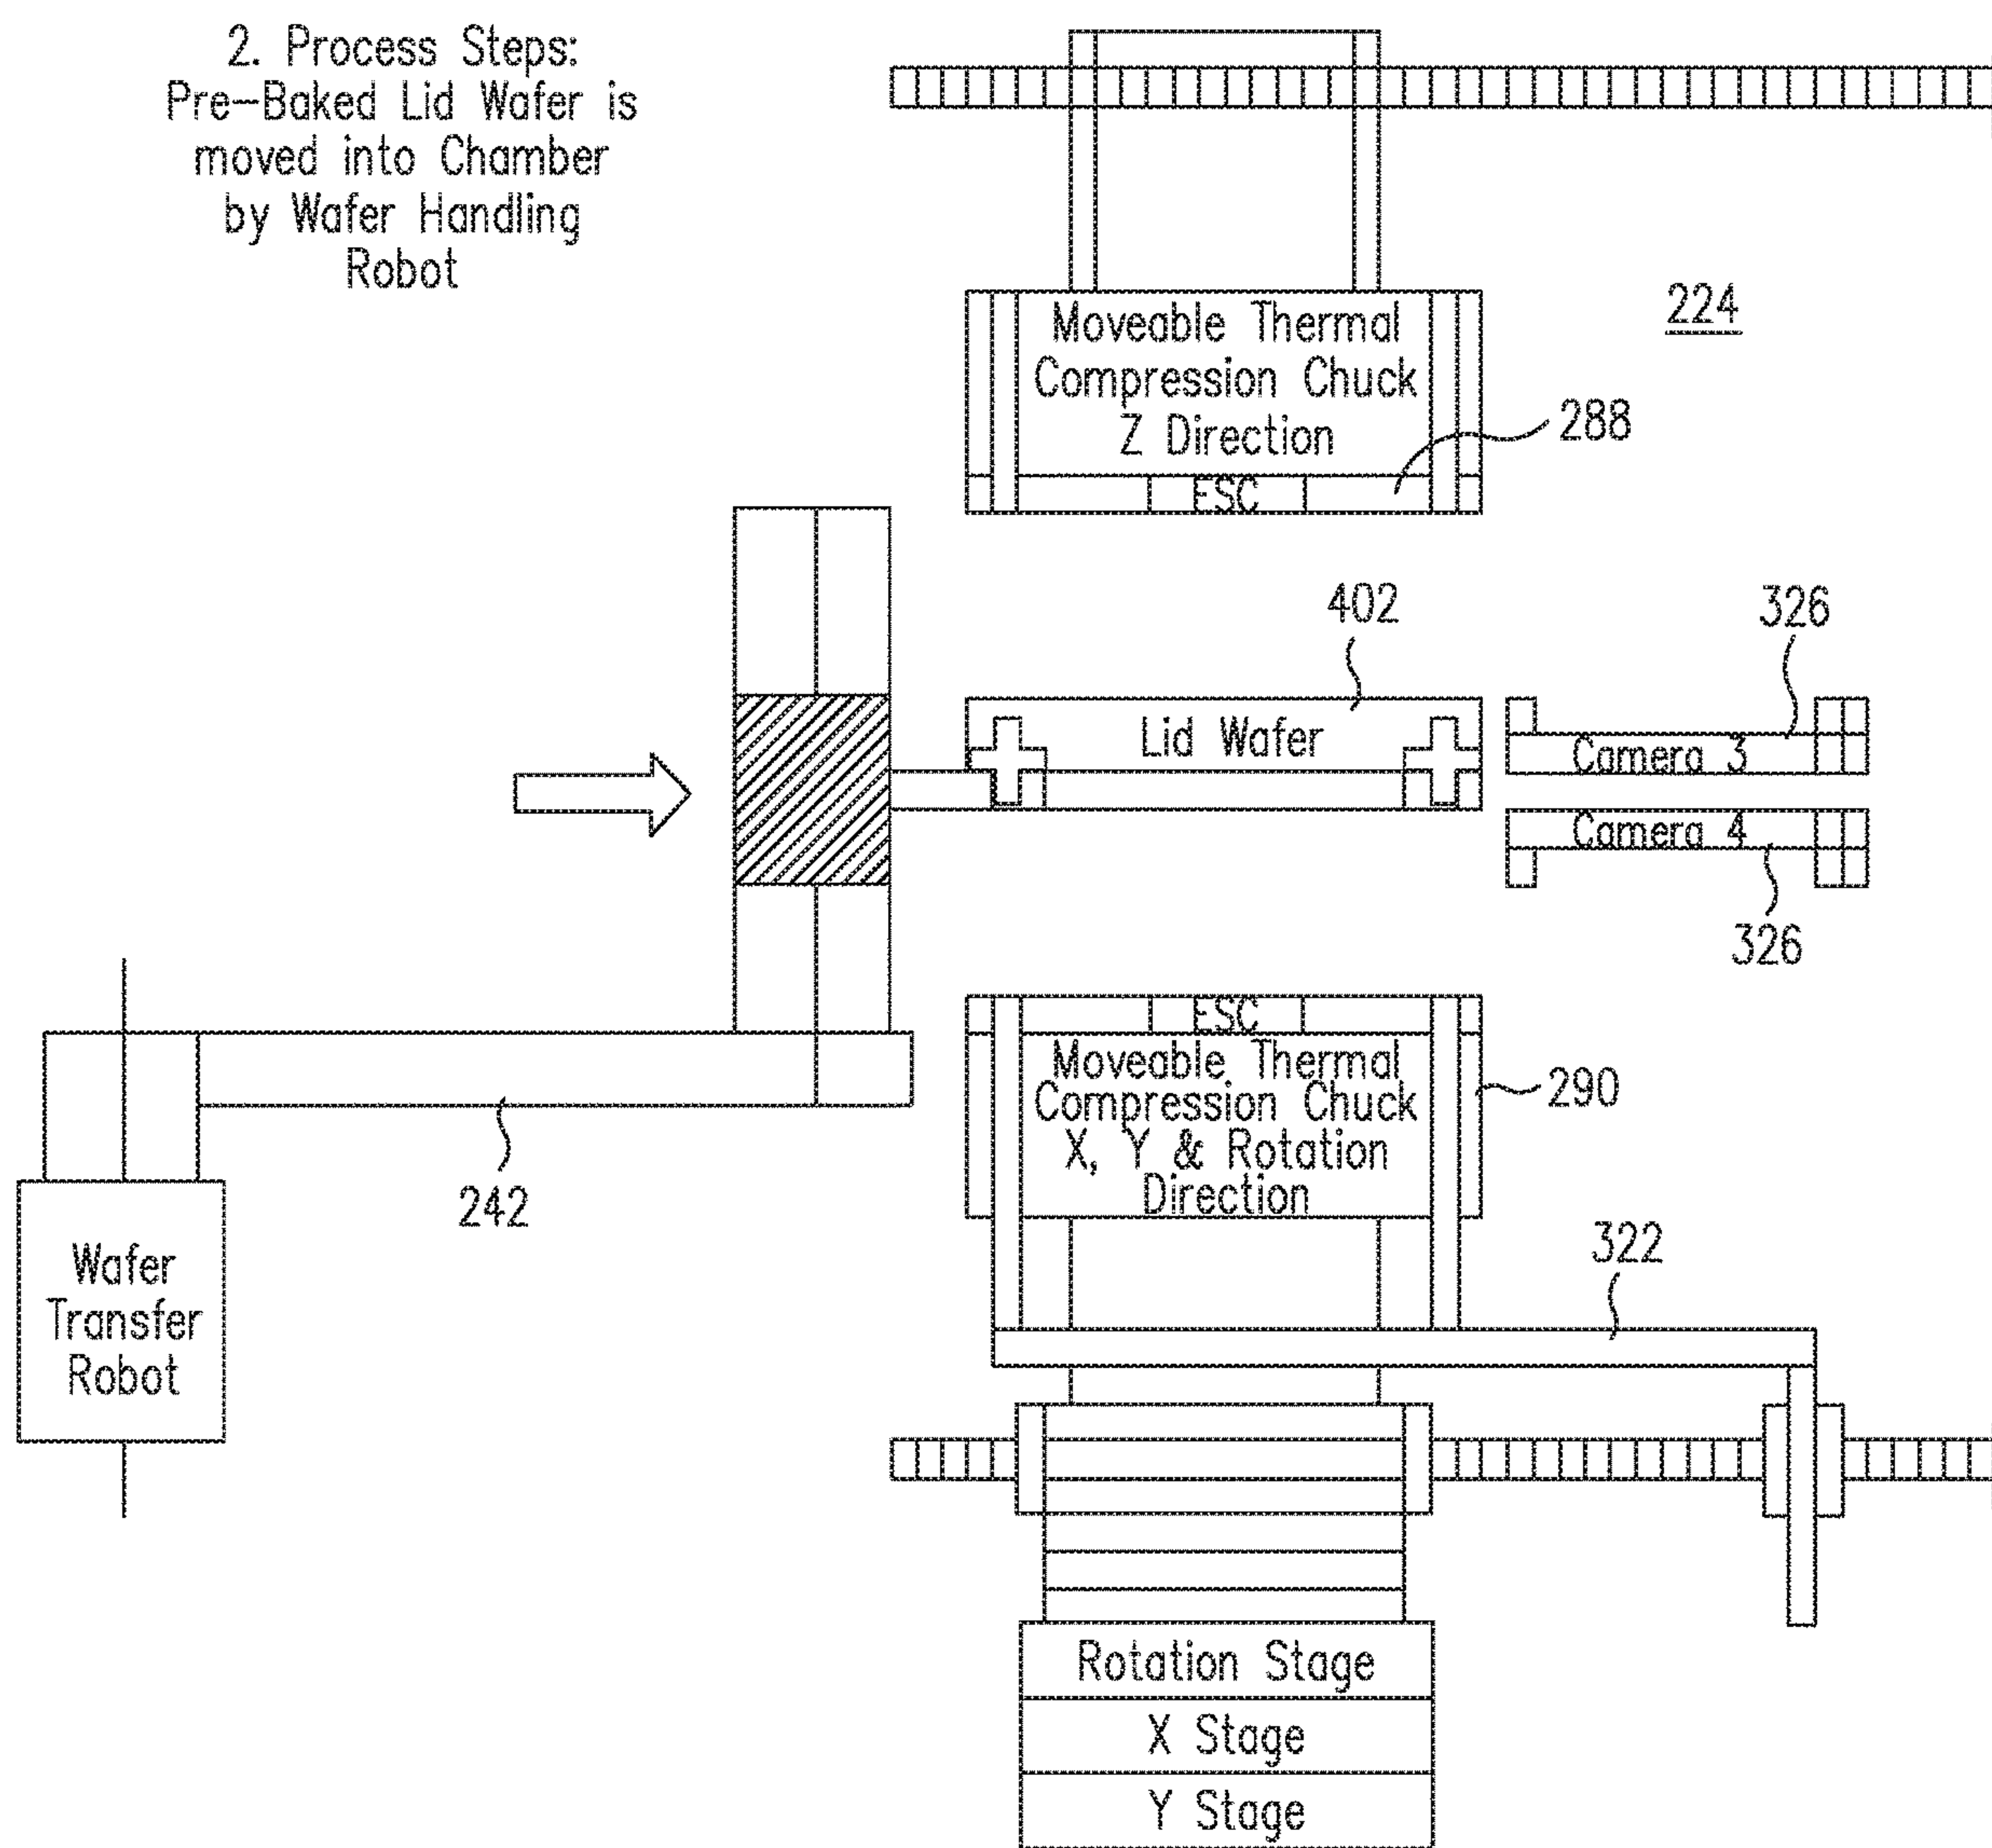 2. Process Steps:
Pre-Baked Lid Wafer is
moved into Chamber
by Wafer Handling
Robot
224
Moveable Thermal
Compression Chuck
Z Direction
288
ESC
402
326
Lid Wafer
Camera 3
Camera 4
326
ESC
Moveable Thermal
Compression Chuck
X, Y & Rotation
Direction
290
242
322
Wafer
Transfer
Robot
Rotation Stage
X Stage
Y Stage